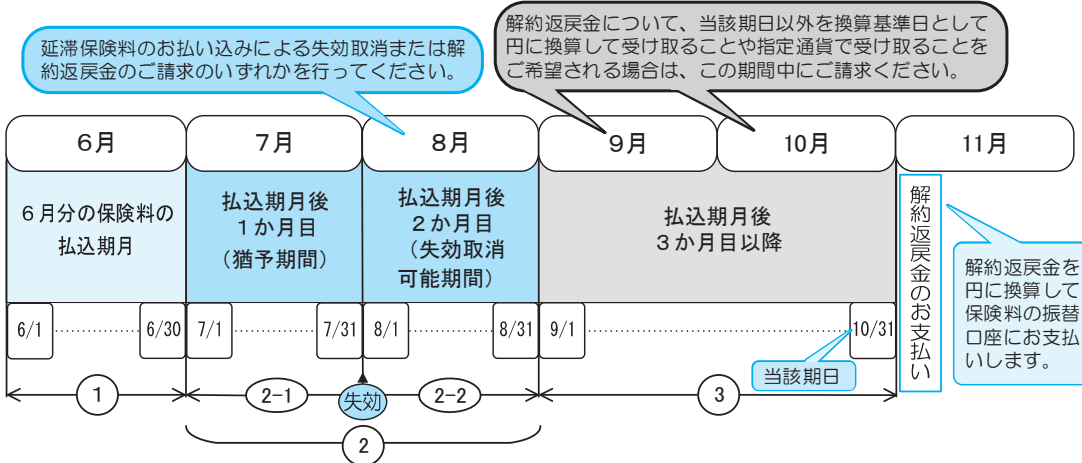 延滞保険料のお払い込みによる失効取消または解
約返戻金のご請求のいずれかを行ってください。
解約返戻金について、当該期日以外を換算基準日として
円に換算して受け取ることや指定通貨で受け取ることを
ご希望される場合は、この期間中にご請求ください。
6月
7月
8月
9月
10月
11月
6月分の保険料の
払込期月
払込期月後
1か月目
(猶予期間)
払込期月後
2か月目
(失効取消
可能期間)
払込期月後
3か月目以降
解約返戻金のお支払い
解約返戻金を
円に換算して
保険料の振替
口座にお支払
いします。
6/1
6/30
7/1
7/31
8/1
8/31
9/1
10/31
当該期日
1
2-1
失効
2-2
3
2